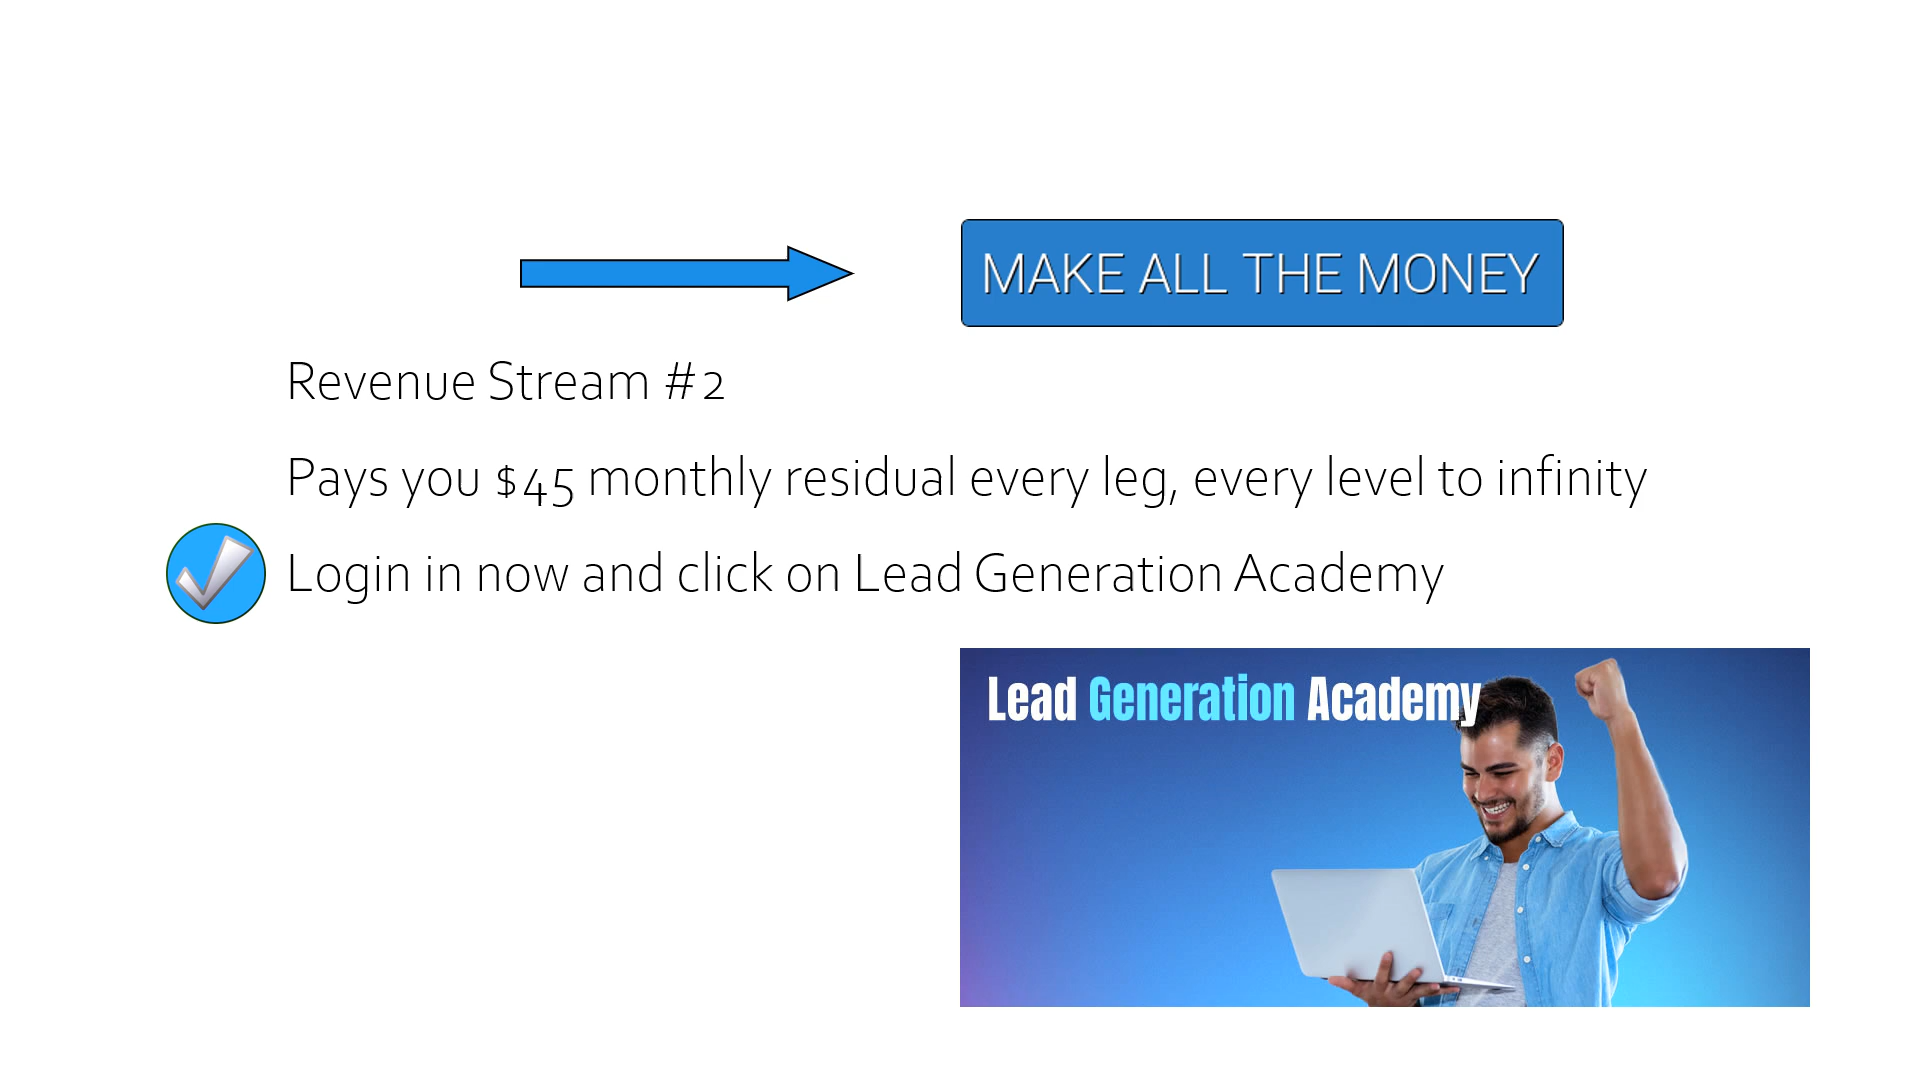 MAKE ALL THE MONEY
Revenue Stream #2
Pays you $45 monthly residual every leg, every level to infinity
Login in now and click on Lead Generation Academy
Lead Generation Academy